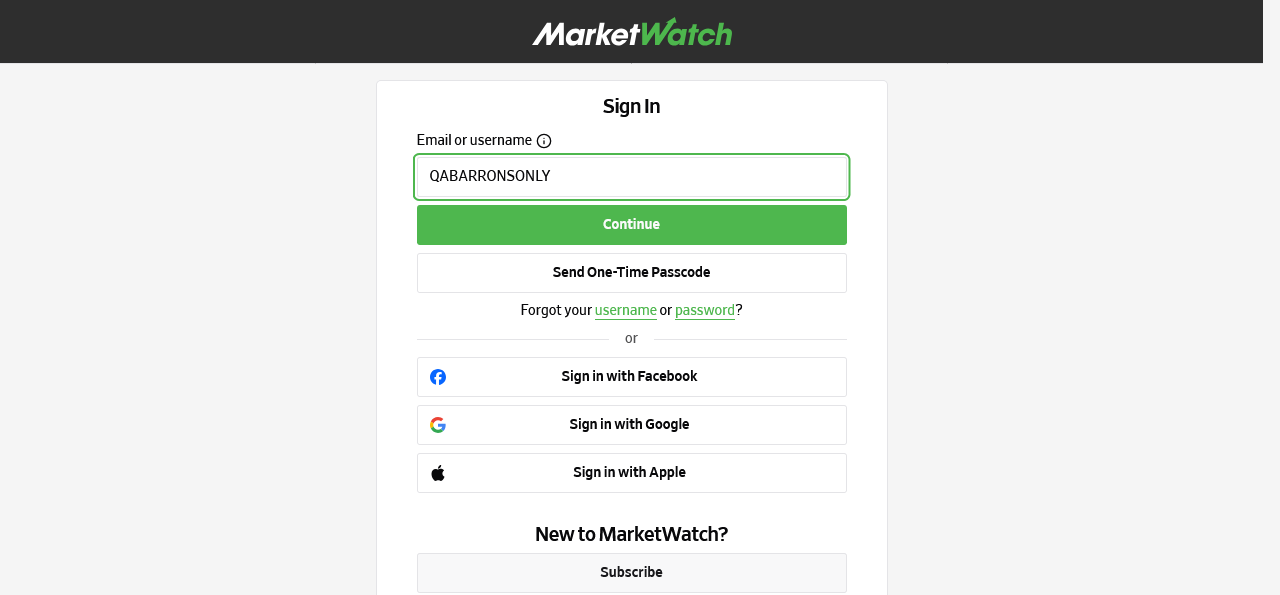 MarketWatch
Sign In
Email or username
QABARRONSONLY
Continue
Send One-Time Passcode
Forgot your username or password?
or
Sign in with Facebook
Sign in with Google
Sign in with Apple
New to MarketWatch?
Subscribe